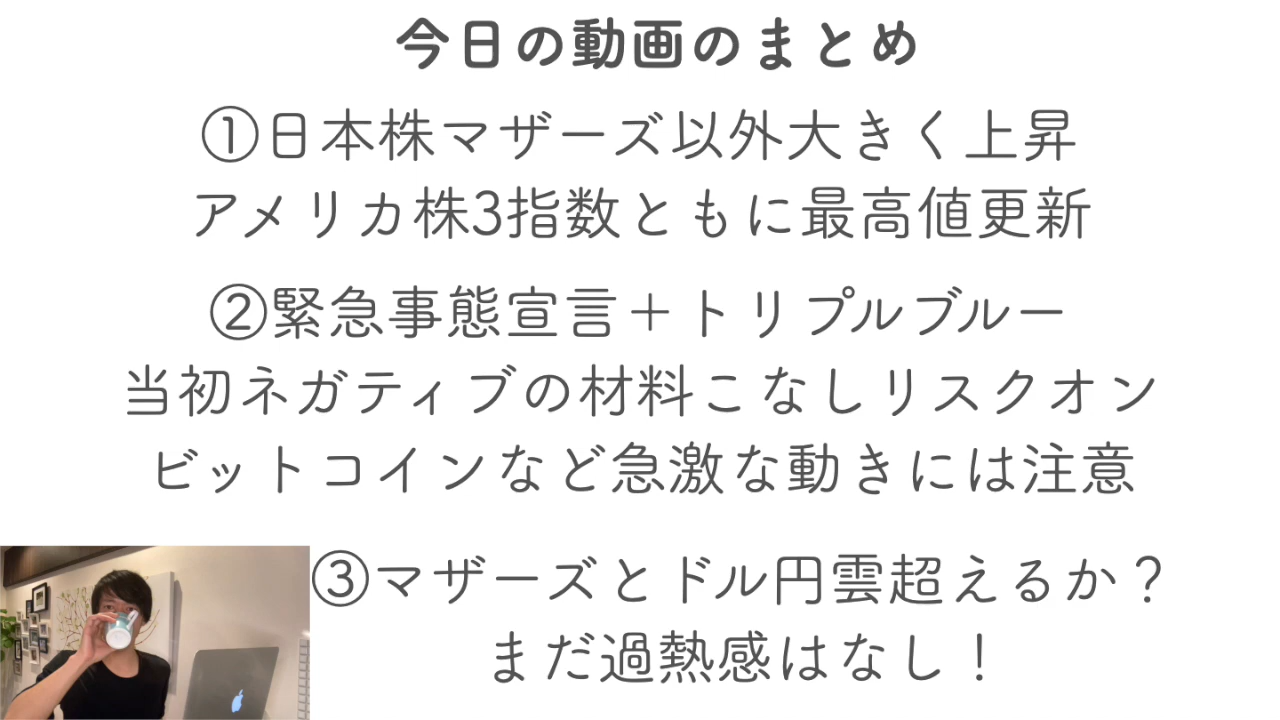 今日の動画のまとめ
①日本株マザーズ以外大きく上昇
アメリカ株3指数ともに最高値更新
②緊急事態宣言＋トリプルブルー
当初ネガティブの材料こなしリスクオン
ビットコインなど急激な動きには注意
③マザーズとドル円雲超えるか？
まだ過熱感はなし！